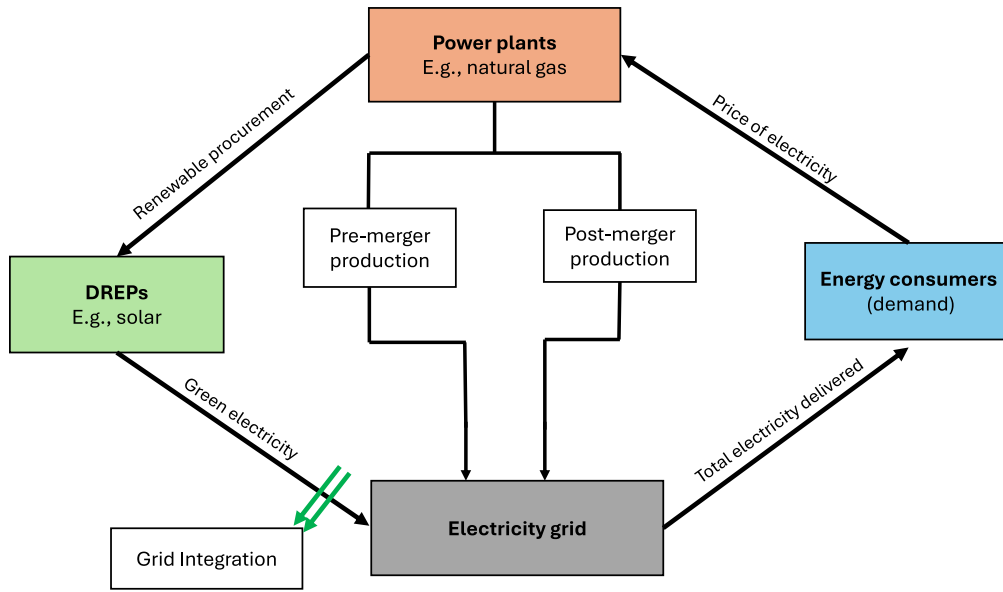 Power plants
E.g., natural gas
Renewable procurement
Price of electricity
Pre-merger
production
Post-merger
production
DREPs
E.g., solar
Energy consumers
(demand)
Green electricity
Total electricity delivered
Electricity grid
Grid Integration